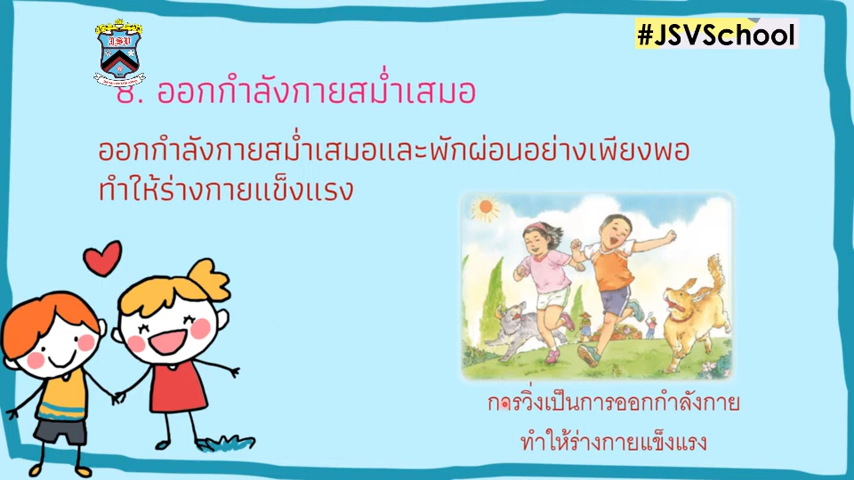 #JSVSchool
JSV
8. ออกกำลังกายสม่ำเสมอ
ออกกำลังกายสม่ำเสมอและพักผ่อนอย่างเพียงพอ
ทำให้ร่างกายแข็งแรง
การวิ่งเป็นการออกกำลังกาย
ทำให้ร่างกายแข็งแรง